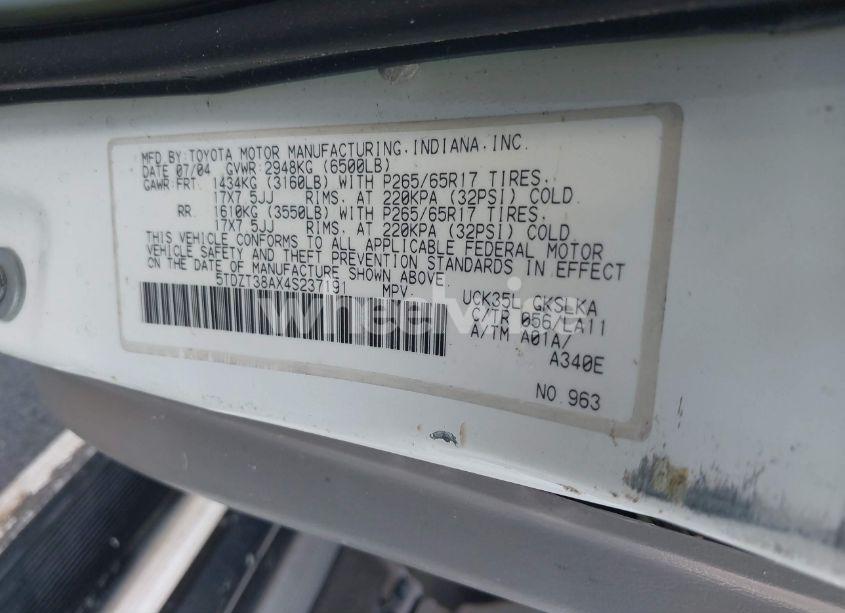 MFD.BY:TOYOTA MOTOR MANUFACTURING.INDIANA.INC.
DATE 07/04 GVWR:2948KG (6500LB)
GAWR:FRT. 1434KG (3160LB) WITH P265/65R17 TIRES.
17X7.5JJ RIMS. AT 220KPA (32PSI) COLD
RR. 1610KG (3550LB) WITH P265/65R17 TIRES.
17X7.5JJ RIMS. AT 220KPA (32PSI) COLD.
THIS VEHICLE CONFORMS TO ALL APPLICABLE FEDERAL MOTOR
VEHICLE SAFETY AND THEFT PREVENTION STANDARDS IN EFFECT
ON THE DATE OF MANUFACTURE SHOWN ABOVE.
5TDZT38AX4S237191 MPV
UCK35L GKSLKA
C/TR 056/LA11
A/TM A01A/
A340E
NO.963